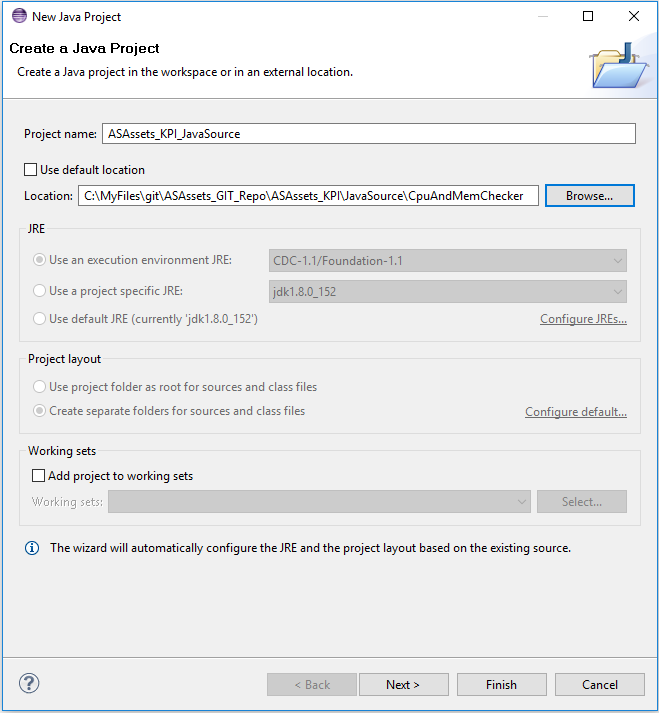 New Java Project
Create a Java Project
Create a Java project in the workspace or in an external location.
Project name: ASAssets_KPI_JavaSource
Use default location
Location: C:\MyFiles\git\ASAssets_GIT_Repo\ASAssets_KPI\JavaSource\CpuAndMemChecker Browse...
JRE
Use an execution environment JRE: CDC-1.1/Foundation-1.1
Use a project specific JRE: jdk1.8.0_152
Use default JRE (currently 'jdk1.8.0_152') Configure JREs...
Project layout
Use project folder as root for sources and class files
Create separate folders for sources and class files Configure default...
Working sets
Add project to working sets
Working sets: Select...
The wizard will automatically configure the JRE and the project layout based on the existing source.
? < Back Next > Finish Cancel